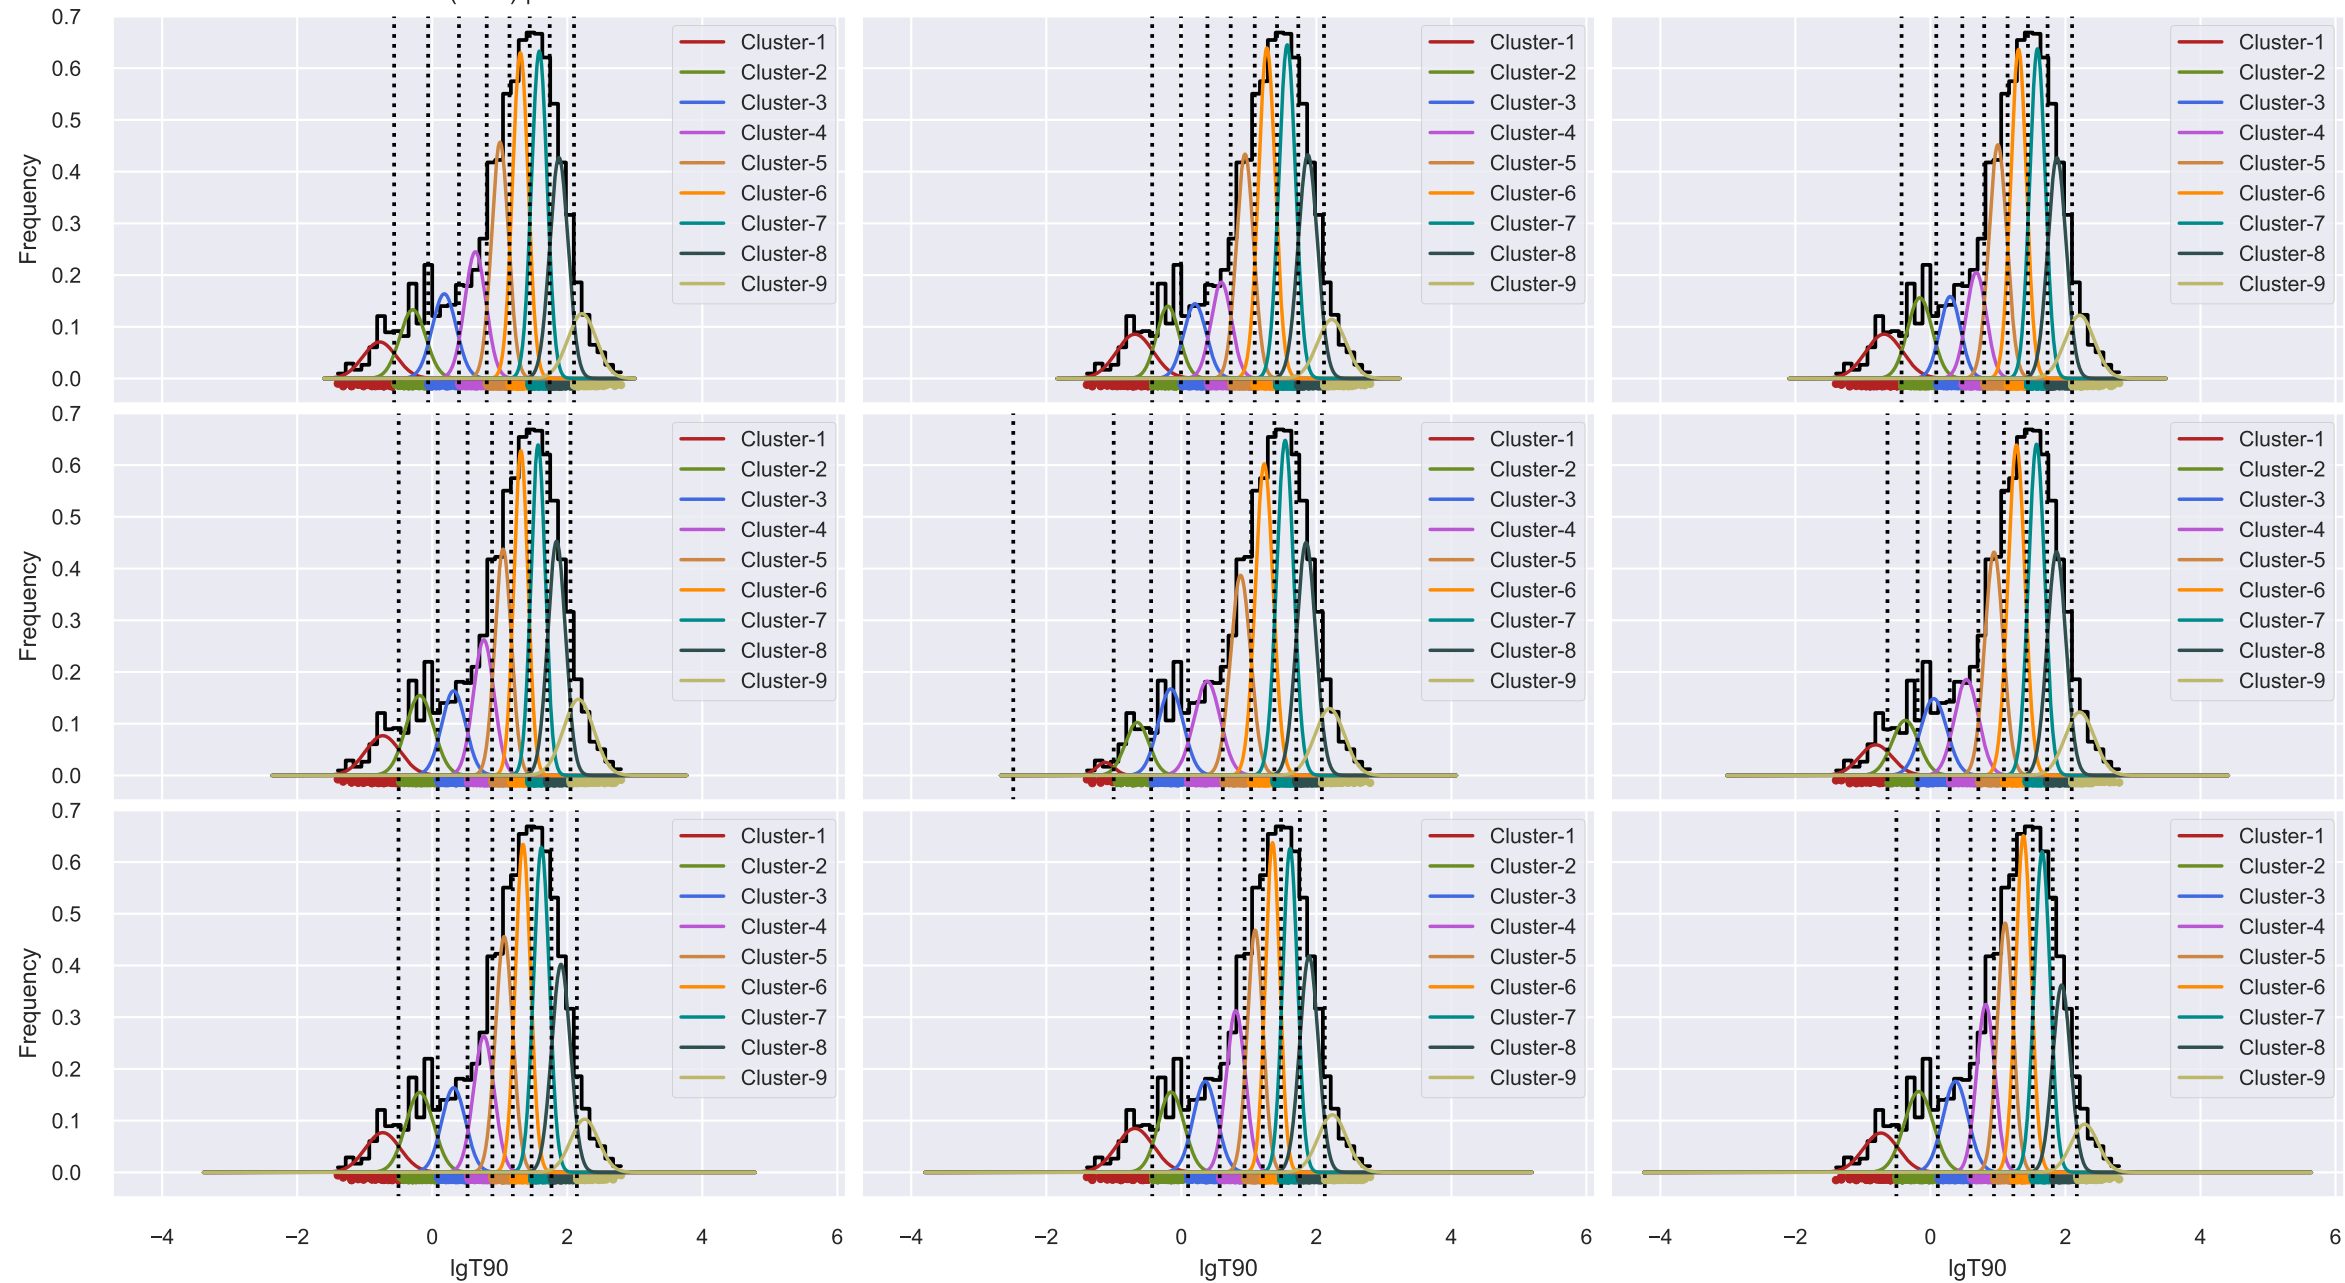 0.7
0.6
0.5
0.4
0.3
0.2
0.1
0.0
Frequency
Cluster-1
Cluster-2
Cluster-3
Cluster-4
Cluster-5
Cluster-6
Cluster-7
Cluster-8
Cluster-9
Cluster-1
Cluster-2
Cluster-3
Cluster-4
Cluster-5
Cluster-6
Cluster-7
Cluster-8
Cluster-9
Cluster-1
Cluster-2
Cluster-3
Cluster-4
Cluster-5
Cluster-6
Cluster-7
Cluster-8
Cluster-9
0.7
0.6
0.5
0.4
0.3
0.2
0.1
0.0
Frequency
Cluster-1
Cluster-2
Cluster-3
Cluster-4
Cluster-5
Cluster-6
Cluster-7
Cluster-8
Cluster-9
Cluster-1
Cluster-2
Cluster-3
Cluster-4
Cluster-5
Cluster-6
Cluster-7
Cluster-8
Cluster-9
Cluster-1
Cluster-2
Cluster-3
Cluster-4
Cluster-5
Cluster-6
Cluster-7
Cluster-8
Cluster-9
0.7
0.6
0.5
0.4
0.3
0.2
0.1
0.0
Frequency
Cluster-1
Cluster-2
Cluster-3
Cluster-4
Cluster-5
Cluster-6
Cluster-7
Cluster-8
Cluster-9
Cluster-1
Cluster-2
Cluster-3
Cluster-4
Cluster-5
Cluster-6
Cluster-7
Cluster-8
Cluster-9
Cluster-1
Cluster-2
Cluster-3
Cluster-4
Cluster-5
Cluster-6
Cluster-7
Cluster-8
Cluster-9
−4 −2 0 2 4 6
−4 −2 0 2 4 6
−4 −2 0 2 4 6
lgT90
lgT90
lgT90